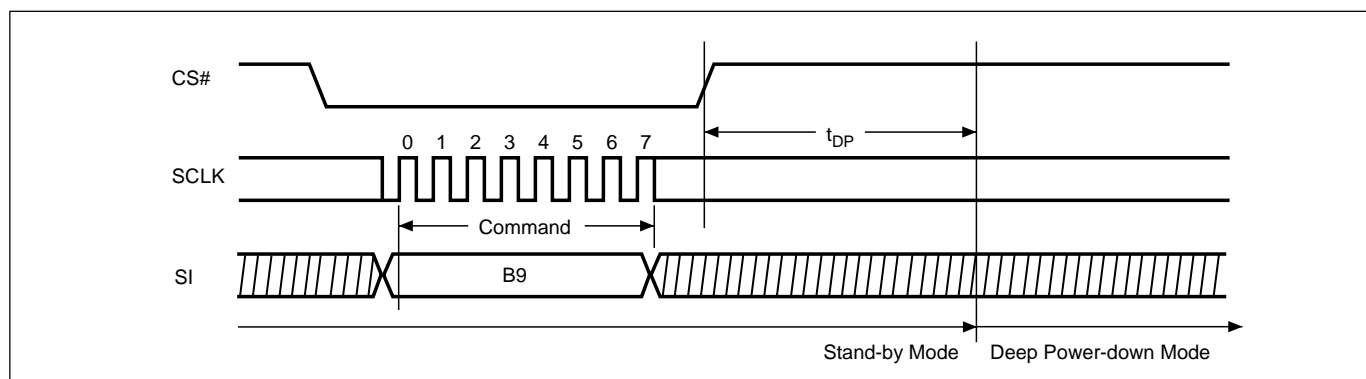 CS#
tDP
0 1 2 3 4 5 6 7
SCLK
Command
SI
B9
Stand-by Mode Deep Power-down Mode